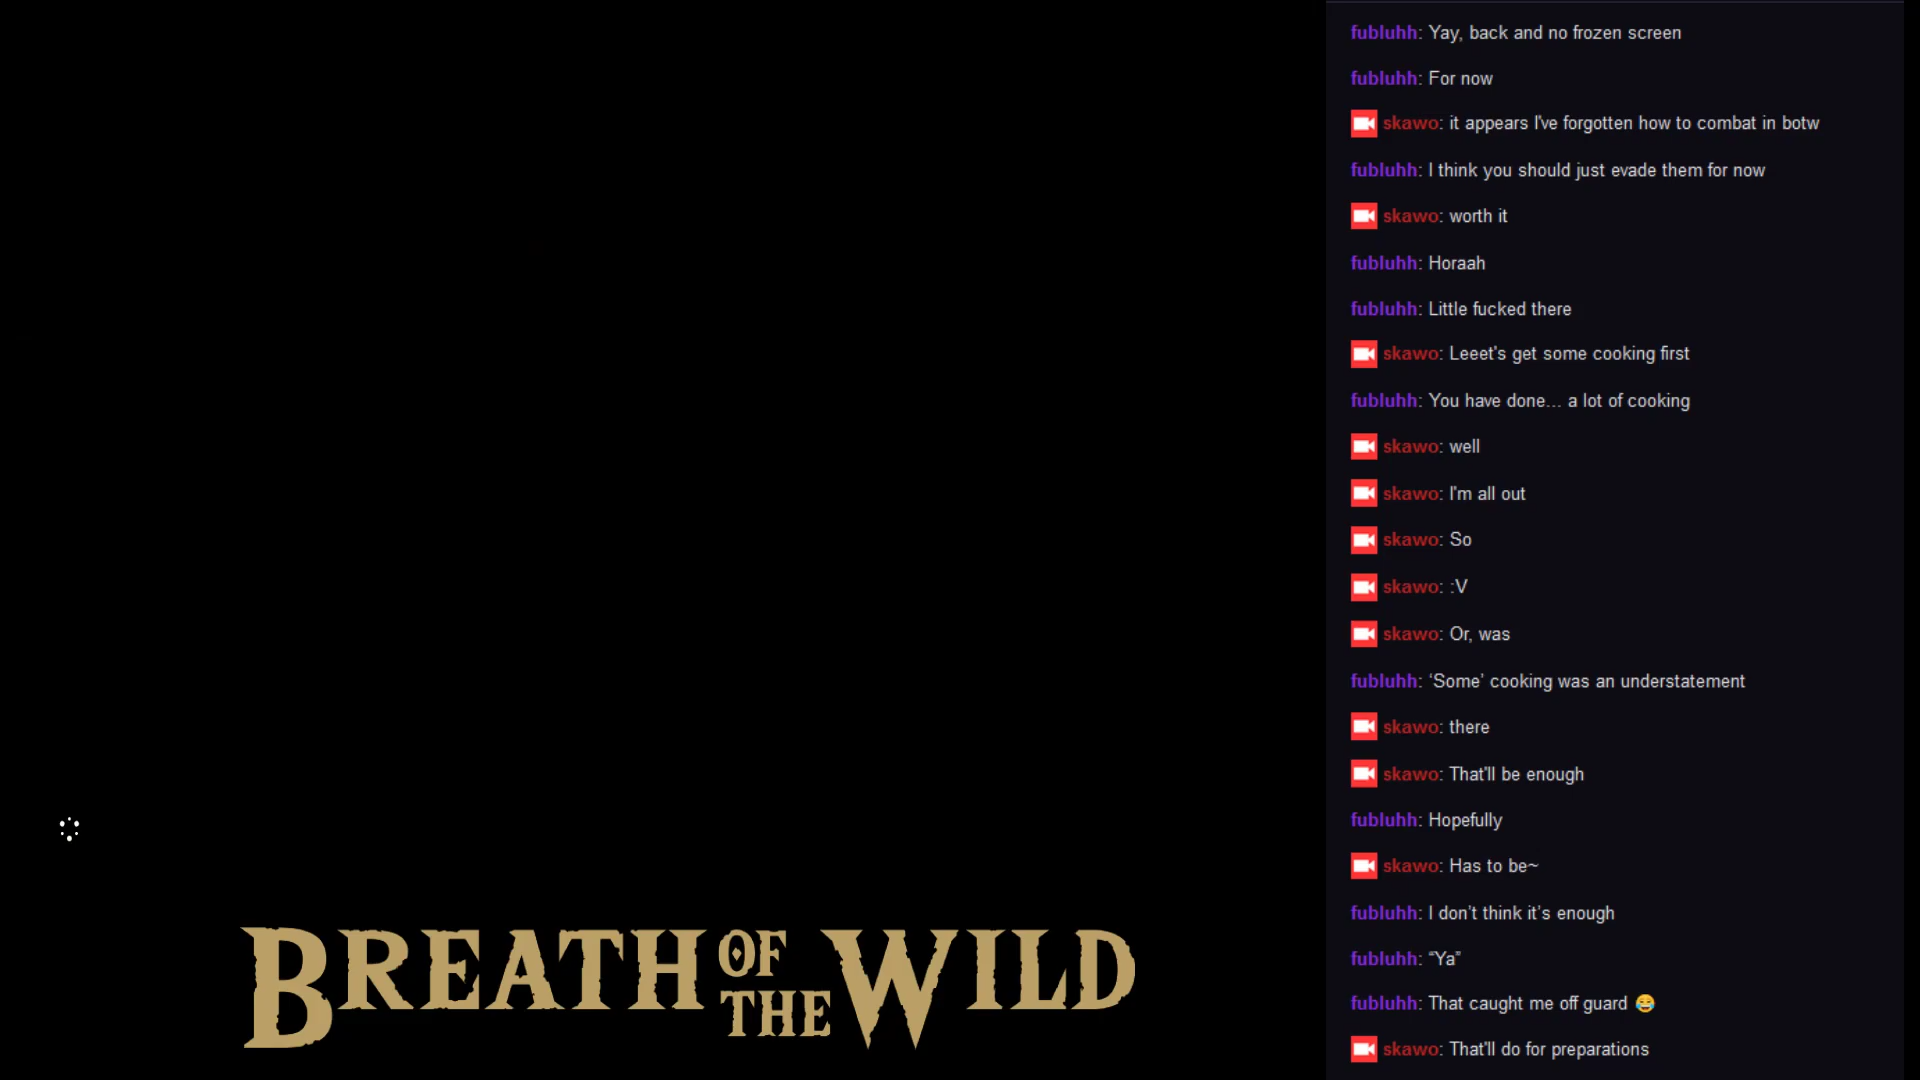 fubluhh: Yay, back and no frozen screen
fubluhh: For now
skawo: it appears I've forgotten how to combat in botw
fubluhh: I think you should just evade them for now
skawo: worth it
fubluhh: Horaah
fubluhh: Little fucked there
skawo: Leeet's get some cooking first
fubluhh: You have done... a lot of cooking
skawo: well
skawo: I'm all out
skawo: So
skawo: :V
skawo: Or, was
fubluhh: ‘Some’ cooking was an understatement
skawo: there
skawo: That'll be enough
fubluhh: Hopefully
skawo: Has to be~
fubluhh: I don’t think it’s enough
fubluhh: “Ya”
fubluhh: That caught me off guard 😂
skawo: That'll do for preparations
BREATH OF THE WILD